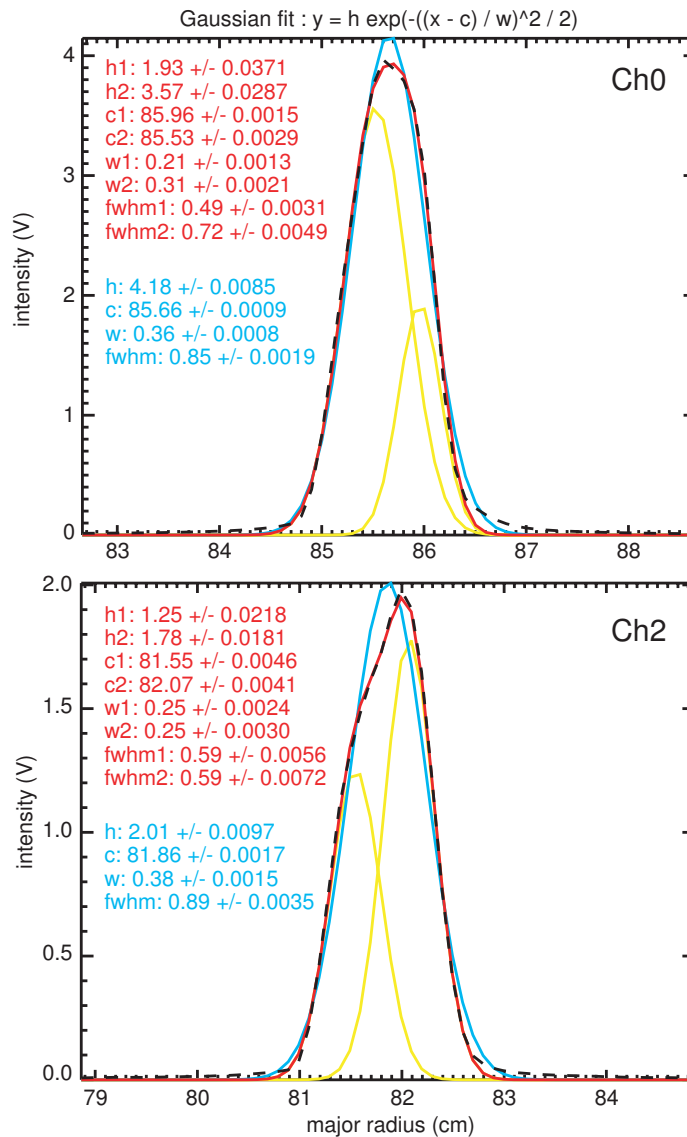 Gaussian fit : y = h exp(-((x - c) / w)^2 / 2)
Ch0
h1: 1.93 +/- 0.0371
h2: 3.57 +/- 0.0287
c1: 85.96 +/- 0.0015
c2: 85.53 +/- 0.0029
w1: 0.21 +/- 0.0013
w2: 0.31 +/- 0.0021
fwhm1: 0.49 +/- 0.0031
fwhm2: 0.72 +/- 0.0049
h: 4.18 +/- 0.0085
c: 85.66 +/- 0.0009
w: 0.36 +/- 0.0008
fwhm: 0.85 +/- 0.0019
intensity (V)
4
3
2
1
0
83 84 85 86 87 88
Ch2
h1: 1.25 +/- 0.0218
h2: 1.78 +/- 0.0181
c1: 81.55 +/- 0.0046
c2: 82.07 +/- 0.0041
w1: 0.25 +/- 0.0024
w2: 0.25 +/- 0.0030
fwhm1: 0.59 +/- 0.0056
fwhm2: 0.59 +/- 0.0072
h: 2.01 +/- 0.0097
c: 81.86 +/- 0.0017
w: 0.38 +/- 0.0015
fwhm: 0.89 +/- 0.0035
intensity (V)
2.0
1.5
1.0
0.5
0.0
79 80 81 82 83 84
major radius (cm)